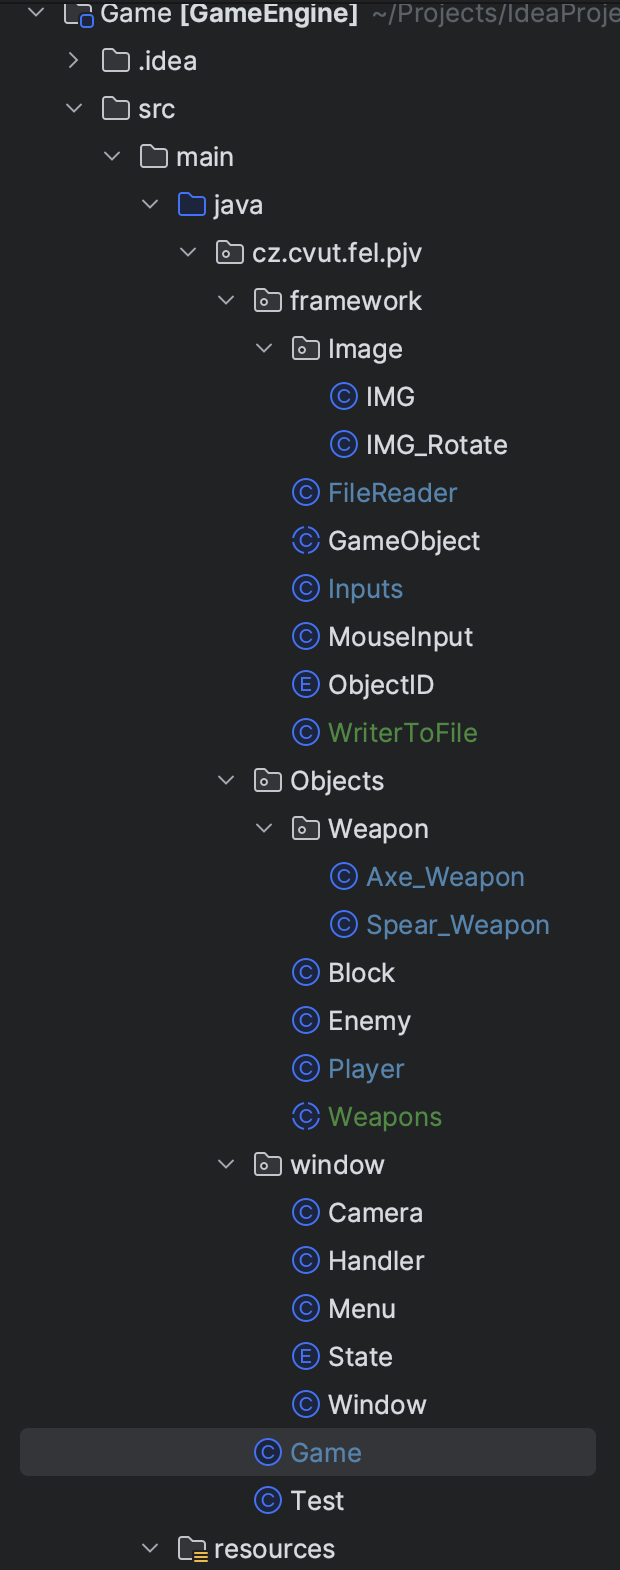 Game [GameEngine] ~/Projects/IdeaProje
.idea
src
main
java
cz.cvut.fel.pjv
framework
Image
C IMG
C IMG_Rotate
C FileReader
C GameObject
C Inputs
C MouseInput
E ObjectID
C WriterToFile
Objects
Weapon
C Axe_Weapon
C Spear_Weapon
C Block
C Enemy
C Player
C Weapons
window
C Camera
C Handler
C Menu
E State
C Window
C Game
C Test
resources